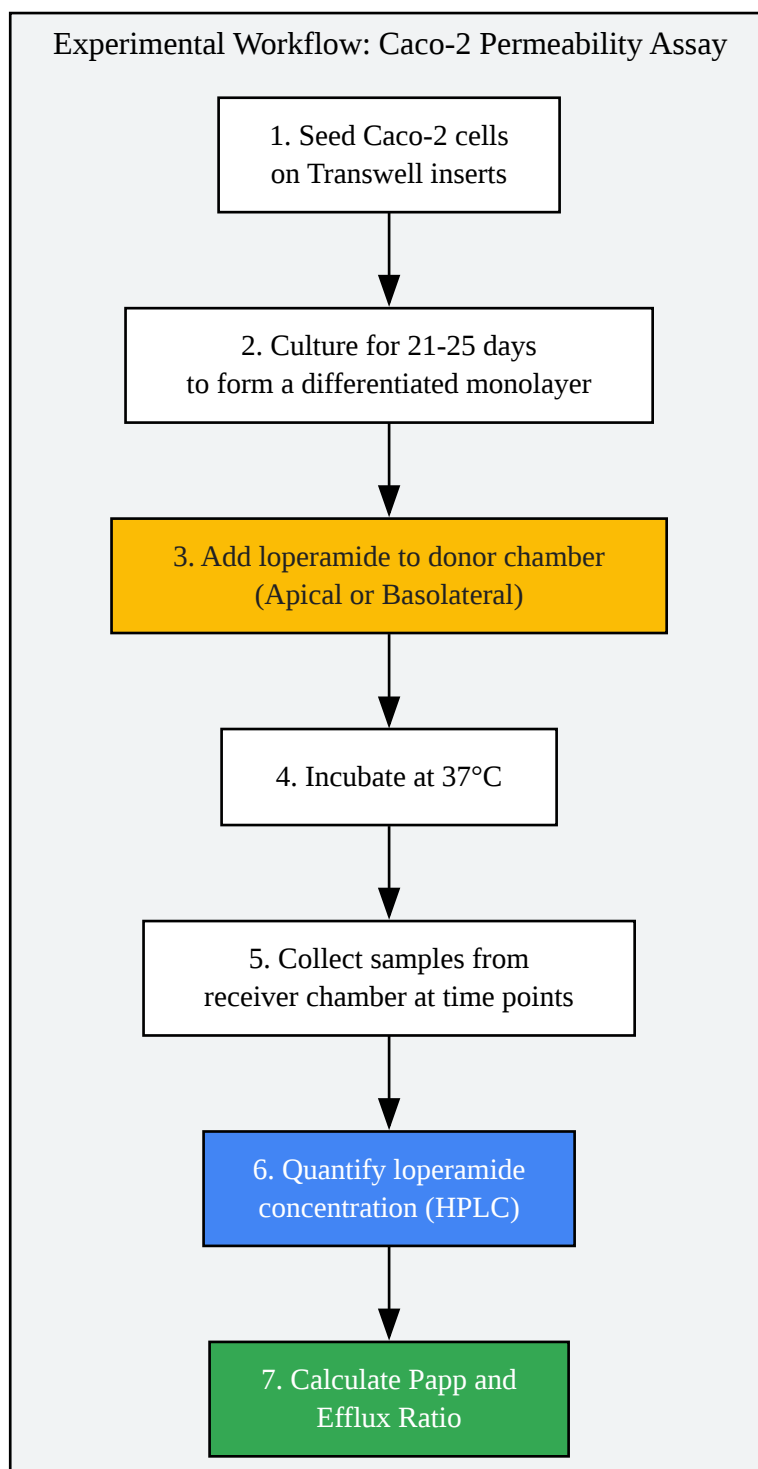 Experimental Workflow: Caco-2 Permeability Assay
1. Seed Caco-2 cells
on Transwell inserts
2. Culture for 21-25 days
to form a differentiated monolayer
3. Add loperamide to donor chamber
(Apical or Basolateral)
4. Incubate at 37°C
5. Collect samples from
receiver chamber at time points
6. Quantify loperamide
concentration (HPLC)
7. Calculate Papp and
Efflux Ratio